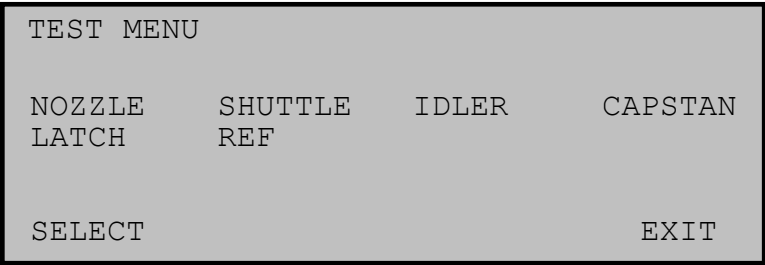 TEST MENU
NOZZLE SHUTTLE IDLER CAPSTAN
LATCH REF
SELECT EXIT